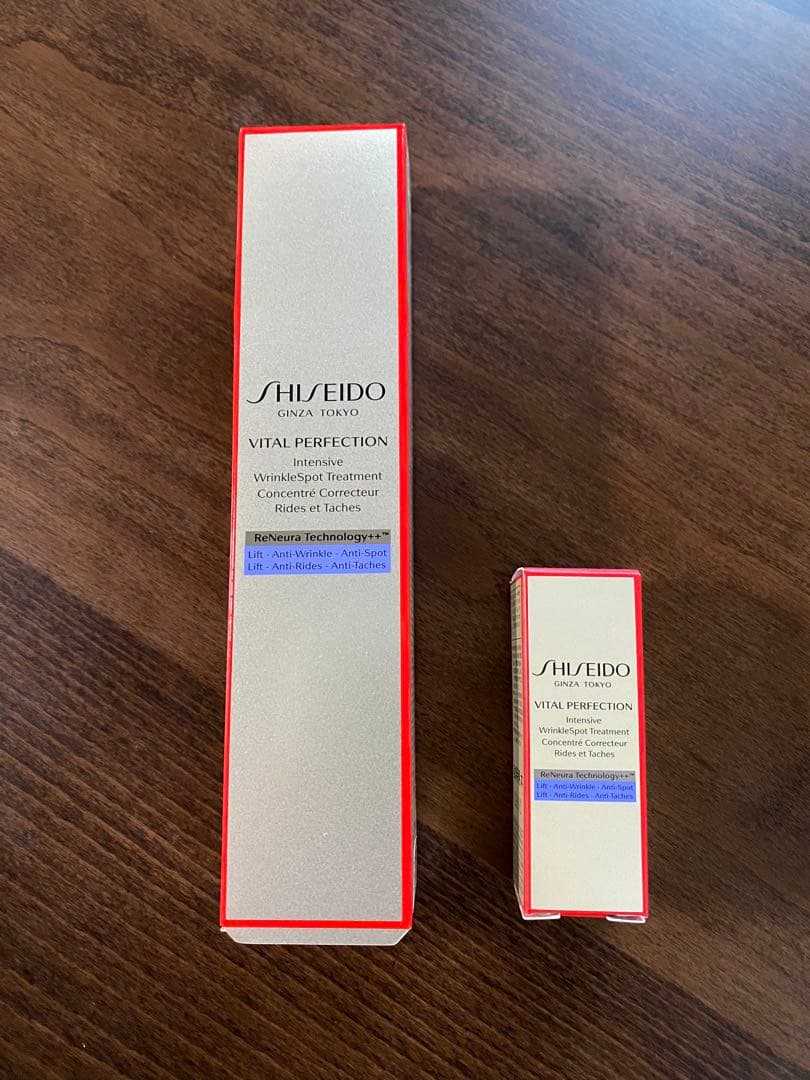 SHISEIDO
GINZA TOKYO
VITAL PERFECTION
Intensive
WrinkleSpot Treatment
Concentré Correcteur
Rides et Taches
ReNeura Technology++™
Lift - Anti-Wrinkle - Anti-Spot
Lift - Anti-Rides - Anti-Taches
SHISEIDO
GINZA TOKYO
VITAL PERFECTION
Intensive
WrinkleSpot Treatment
Concentré Correcteur
Rides et Taches
ReNeura Technology++™
Lift - Anti-Wrinkle - Anti-Spot
Lift - Anti-Rides - Anti-Taches